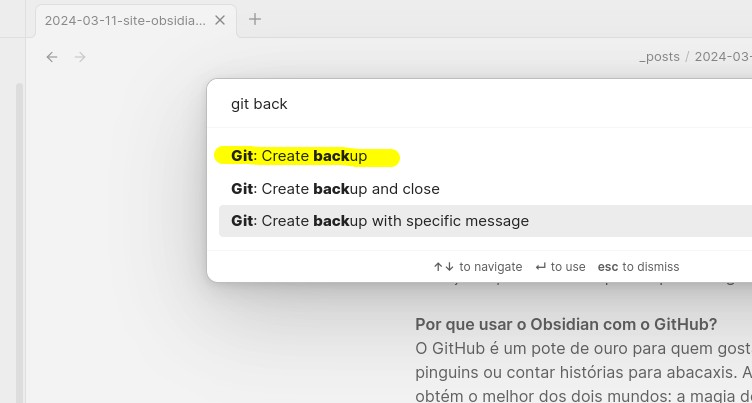 2024-03-11-site-obsidia...
_posts / 2024-03-
git back
Git: Create backup
Git: Create backup and close
Git: Create backup with specific message
↑↓ to navigate ↵ to use esc to dismiss
Por que usar o Obsidian com o GitHub?
O GitHub é um pote de ouro para quem gost
pinguins ou contar histórias para abacaxis. A
obtém o melhor dos dois mundos: a magia d